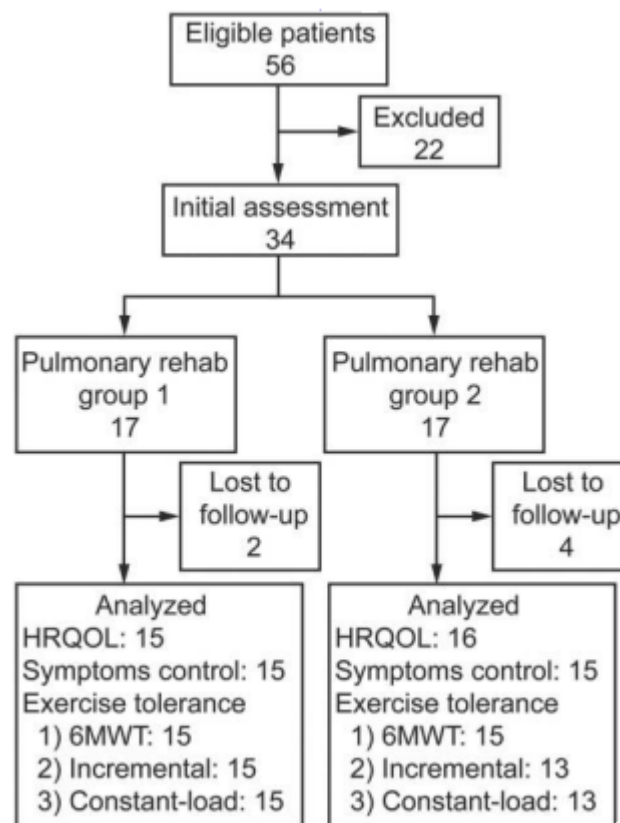 Eligible patients
56
Excluded
22
Initial assessment
34
Pulmonary rehab
group 1
17
Pulmonary rehab
group 2
17
Lost to
follow-up
2
Lost to
follow-up
4
Analyzed
HRQOL: 15
Symptoms control: 15
Exercise tolerance
1) 6MWT: 15
2) Incremental: 15
3) Constant-load: 15
Analyzed
HRQOL: 16
Symptoms control: 15
Exercise tolerance
1) 6MWT: 15
2) Incremental: 13
3) Constant-load: 13